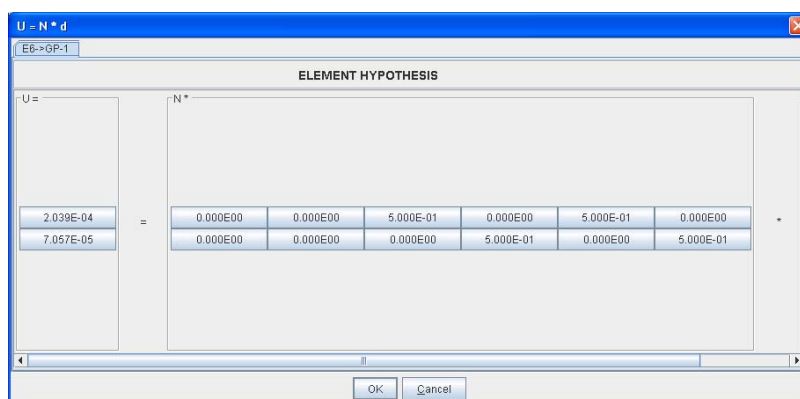 U = N * d
E6->GP-1
ELEMENT HYPOTHESIS
U = N *
2.039E-04 = 0.000E00 0.000E00 5.000E-01 0.000E00 5.000E-01 0.000E00 *
7.057E-05 0.000E00 0.000E00 0.000E00 5.000E-01 0.000E00 5.000E-01
OK Cancel